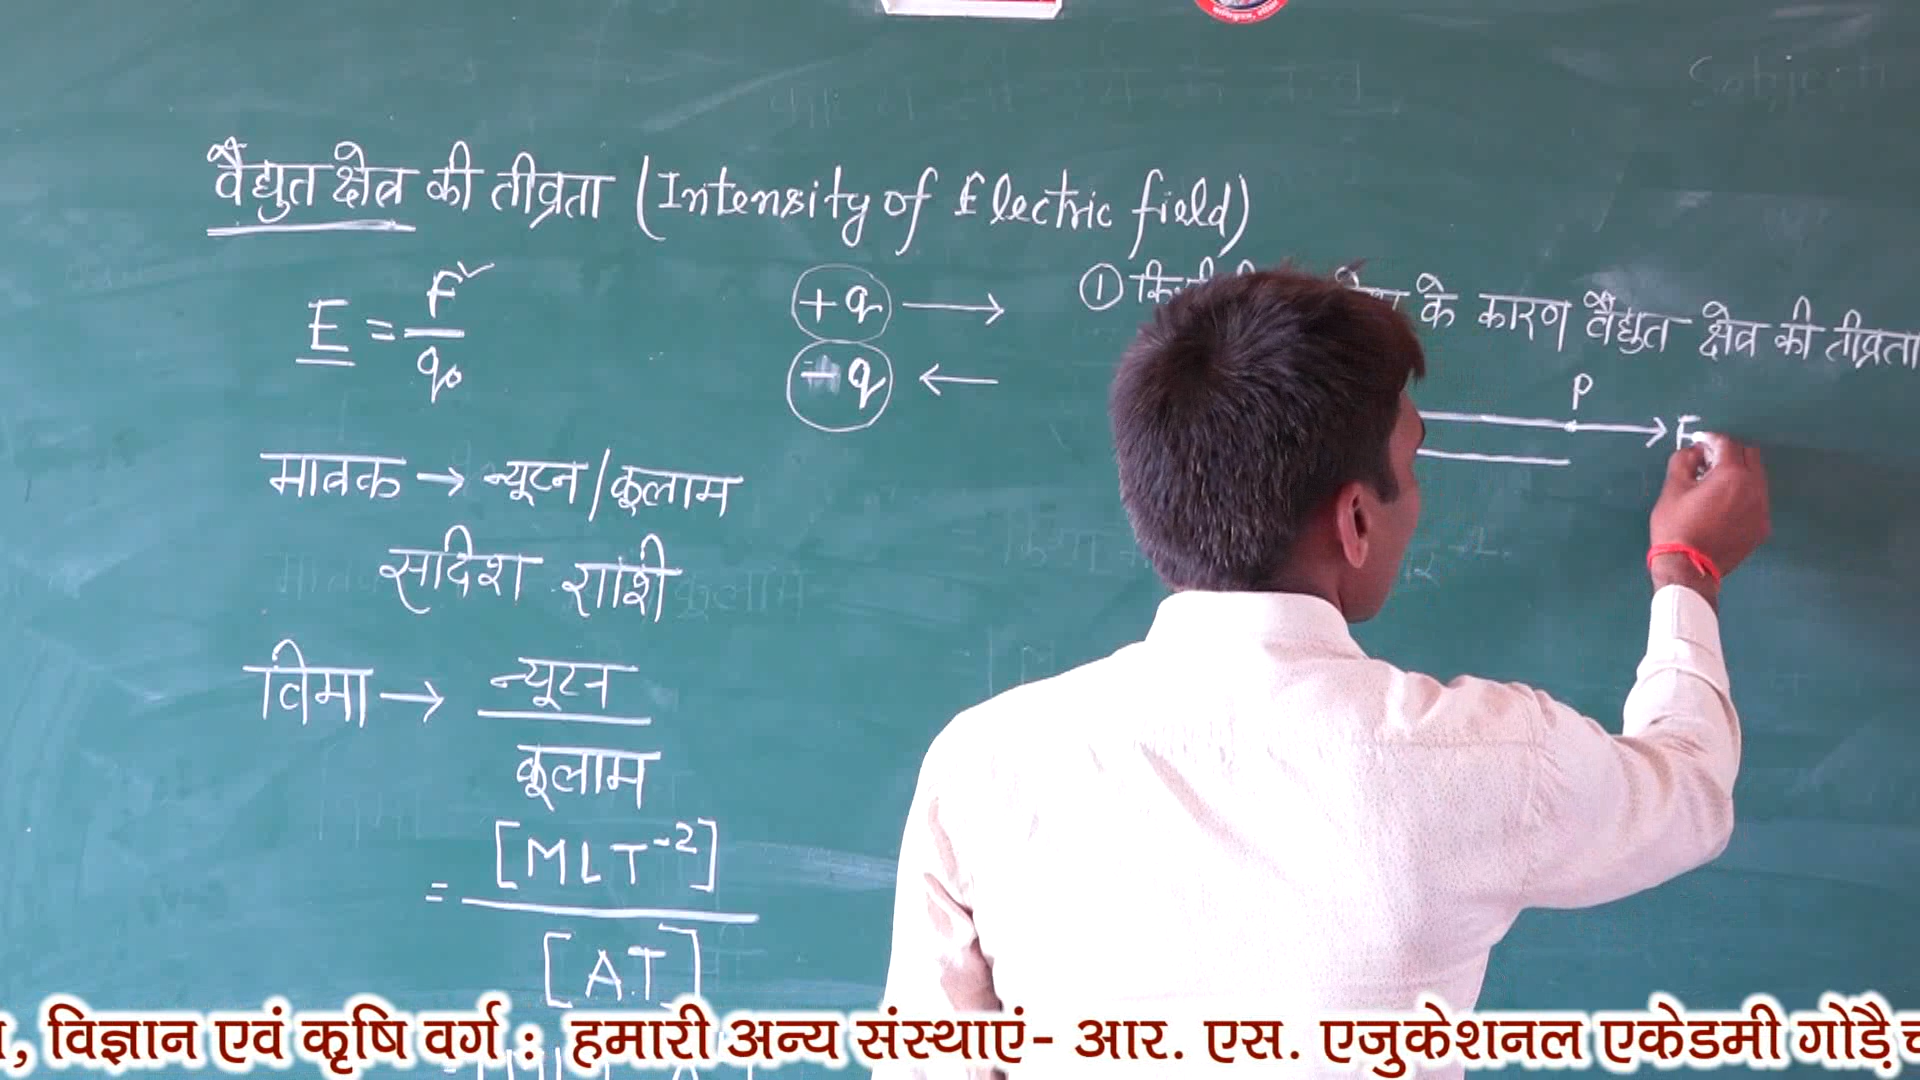 वैद्युत क्षेत्र की तीव्रता (Intensity of Electric field)
E = F / q₀
+q →
-q ←
① के कारण वैद्युत क्षेत्र की तीव्रता
P
E
मात्रक → न्यूटन/कूलाम
सदिश राशी
विमा → न्यूटन
कूलाम
= [MLT⁻²]
[AT]
Subject
, विज्ञान एवं कृषि वर्ग : हमारी अन्य संस्थाएं- आर. एस. एजुकेशनल एकेडमी गोड़ै